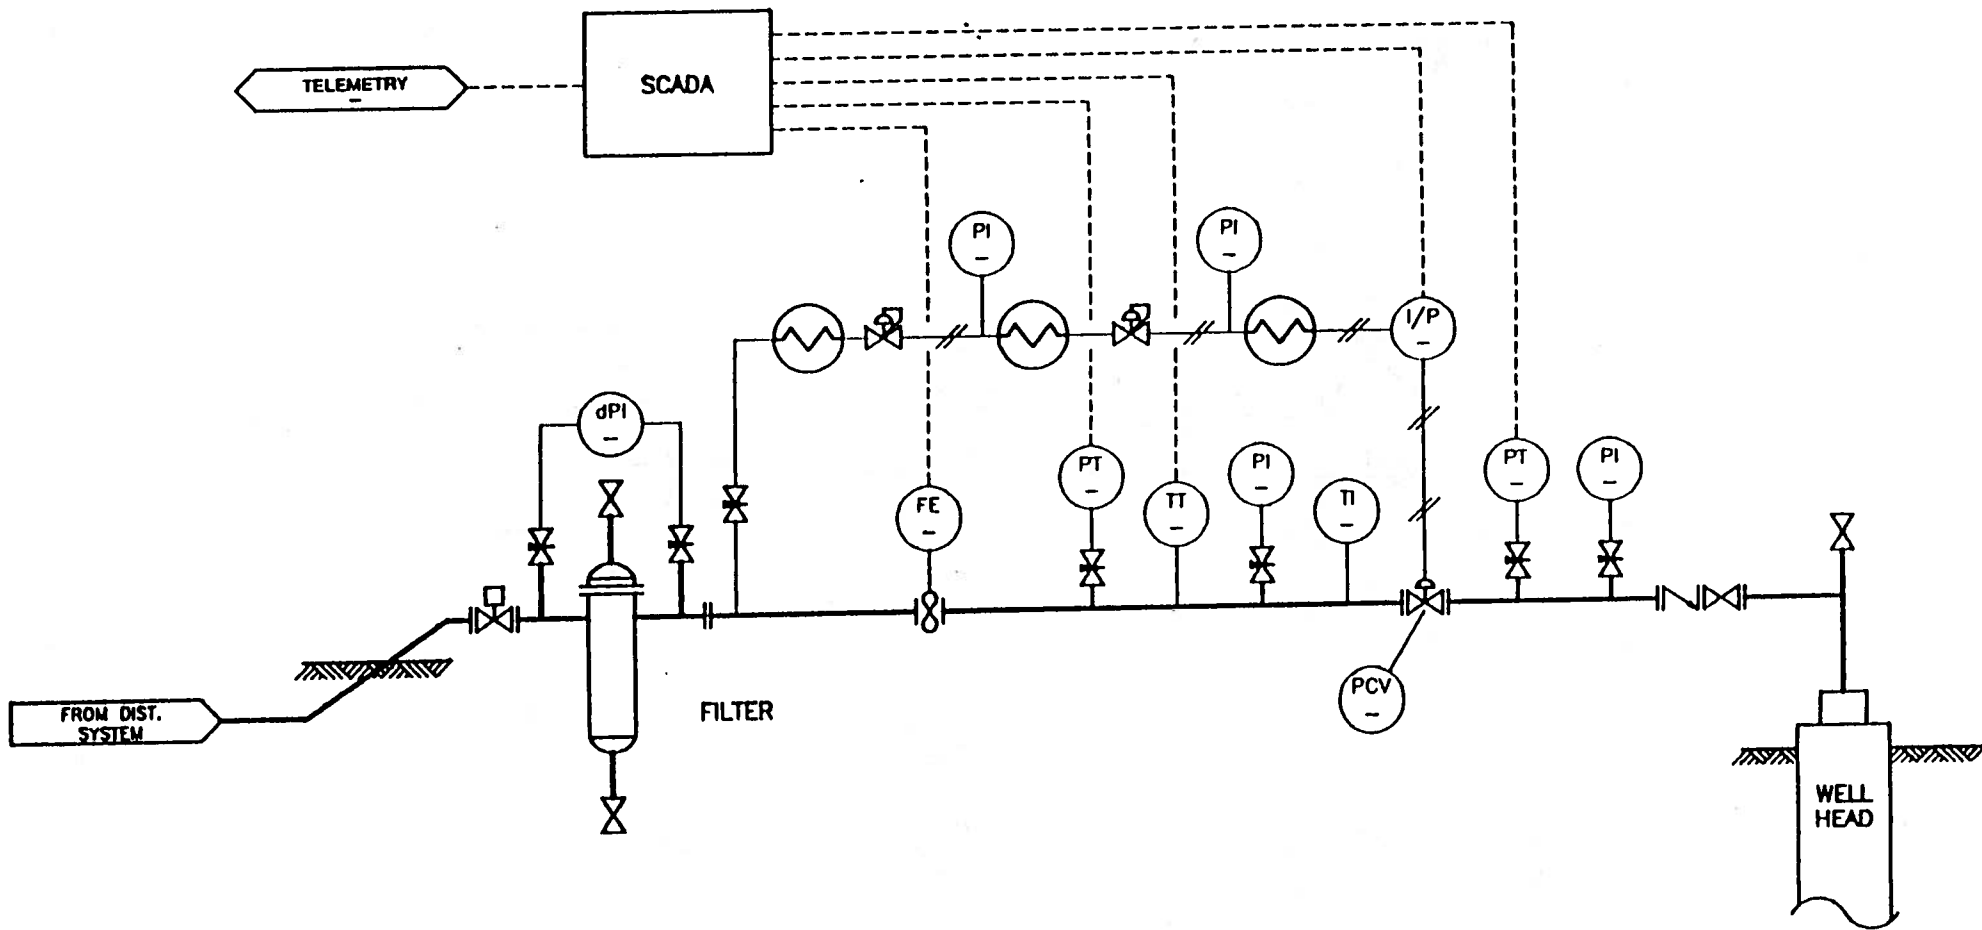 TELEMETRY
–
SCADA
PI
–
PI
–
I/P
–
dPI
–
FE
–
PT
–
TT
–
PI
–
TI
–
PT
–
PI
–
PCV
–
FROM DIST.
SYSTEM
FILTER
WELL
HEAD